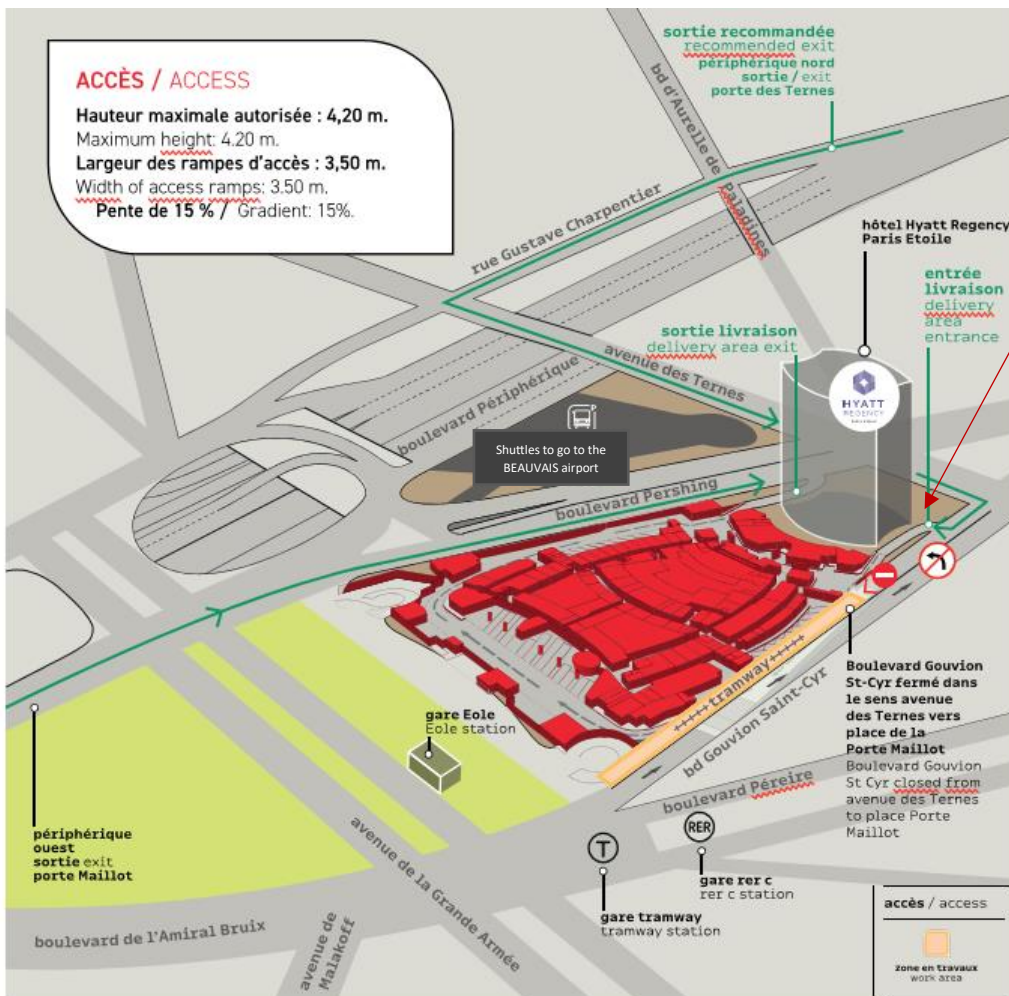 ACCÈS / ACCESS
Hauteur maximale autorisée : 4,20 m.
Maximum height: 4.20 m.
Largeur des rampes d'accès : 3,50 m.
Width of access ramps: 3.50 m.
Pente de 15 % / Gradient: 15%.
sortie recommandée
recommended exit
périphérique nord
sortie / exit
porte des Ternes
bd d'Aurelle de Paladines
rue Gustave Charpentier
hôtel Hyatt Regency
Paris Etoile
entrée
livraison
delivery
area
entrance
sortie livraison
delivery area exit
avenue des Ternes
boulevard Périphérique
HYATT
REGENCY
Shuttles to go to the
BEAUVAIS airport
boulevard Pershing
tramway
bd Gouvion Saint-Cyr
gare Eole
Eole station
boulevard Péreire
Boulevard Gouvion
St-Cyr fermé dans
le sens avenue
des Ternes vers
place de la
Porte Maillot
Boulevard Gouvion
St Cyr closed from
avenue des Ternes
to place Porte
Maillot
périphérique
ouest
sortie exit
porte Maillot
T
RER
gare rer c
rer c station
gare tramway
tramway station
avenue de la Grande Armée
boulevard de l'Amiral Bruix
avenue de
Malakoff
accès / access
zone en travaux
work area